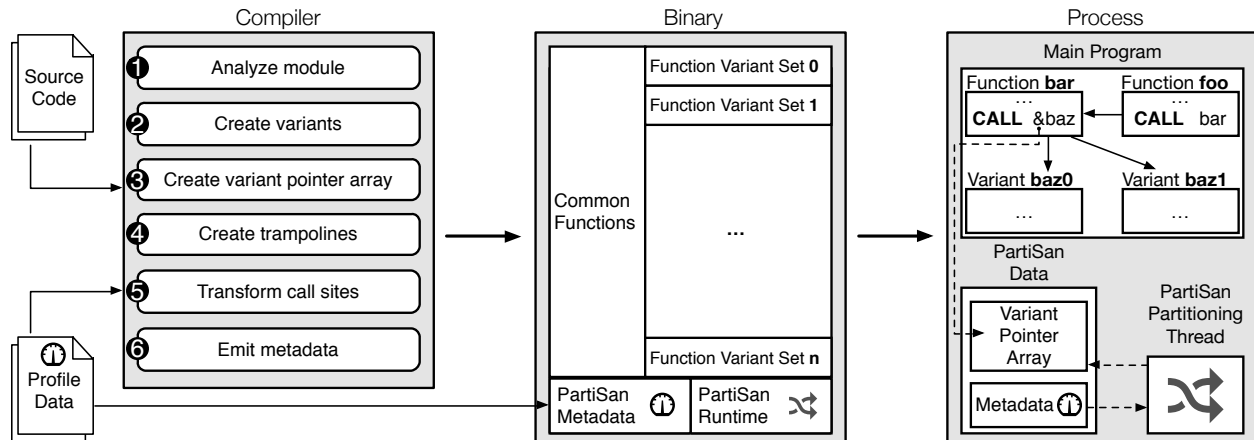 Compiler
Binary
Process
Source
Code
Profile
Data
1 Analyze module
2 Create variants
3 Create variant pointer array
4 Create trampolines
5 Transform call sites
6 Emit metadata
Common
Functions
Function Variant Set 0
Function Variant Set 1
...
Function Variant Set n
PartiSan
Metadata
PartiSan
Runtime
Main Program
Function bar
...
CALL &baz
Function foo
...
CALL bar
Variant baz0
...
Variant baz1
...
PartiSan
Data
Variant
Pointer
Array
Metadata
PartiSan
Partitioning
Thread